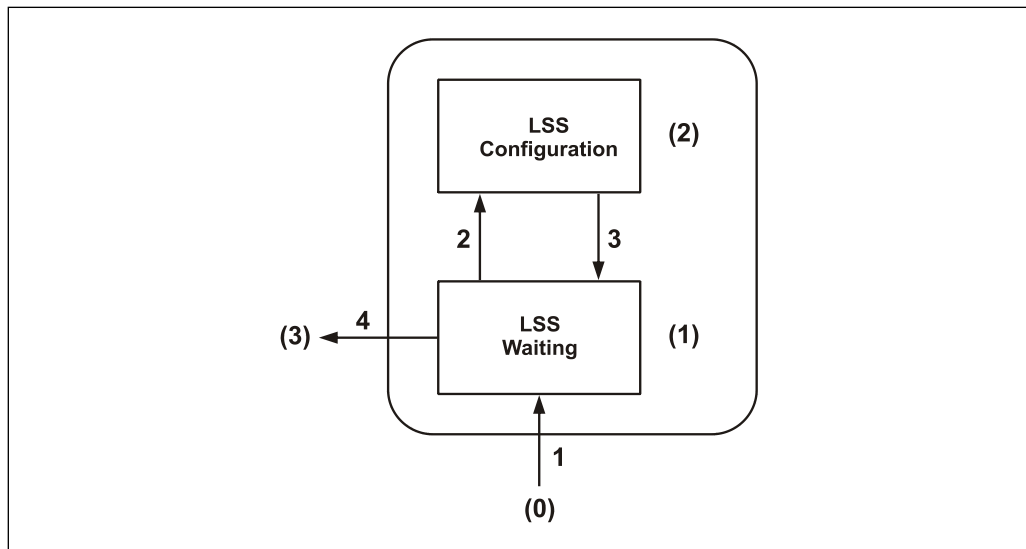 LSS
Configuration
(2)
2
3
(3)
4
LSS
Waiting
(1)
1
(0)